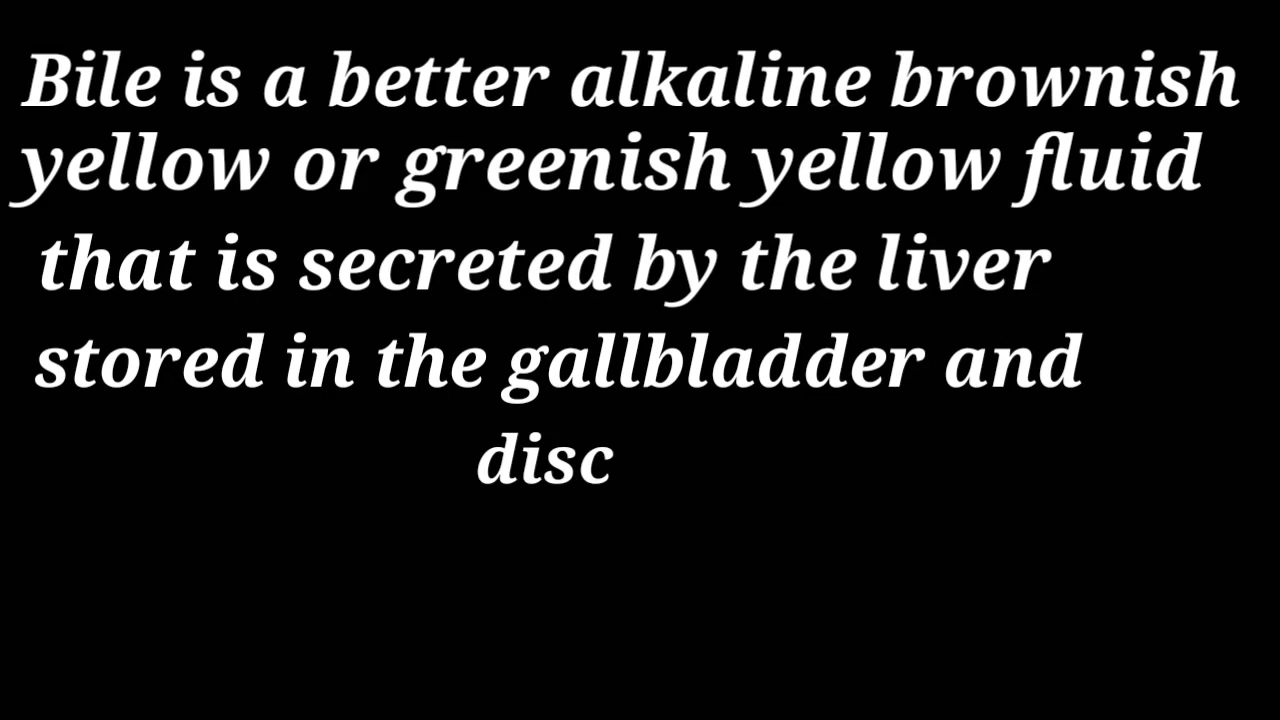 Bile is a better alkaline brownish
yellow or greenish yellow fluid
that is secreted by the liver
stored in the gallbladder and
disc